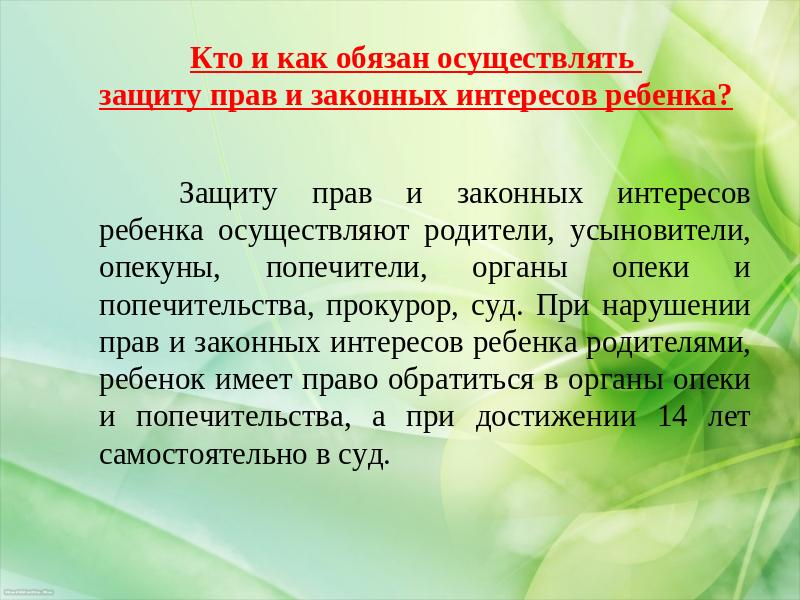 Кто и как обязан осуществлять
защиту прав и законных интересов ребенка?
Защиту прав и законных интересов
ребенка осуществляют родители, усыновители,
опекуны, попечители, органы опеки и
попечительства, прокурор, суд. При нарушении
прав и законных интересов ребенка родителями,
ребенок имеет право обратиться в органы опеки
и попечительства, а при достижении 14 лет
самостоятельно в суд.